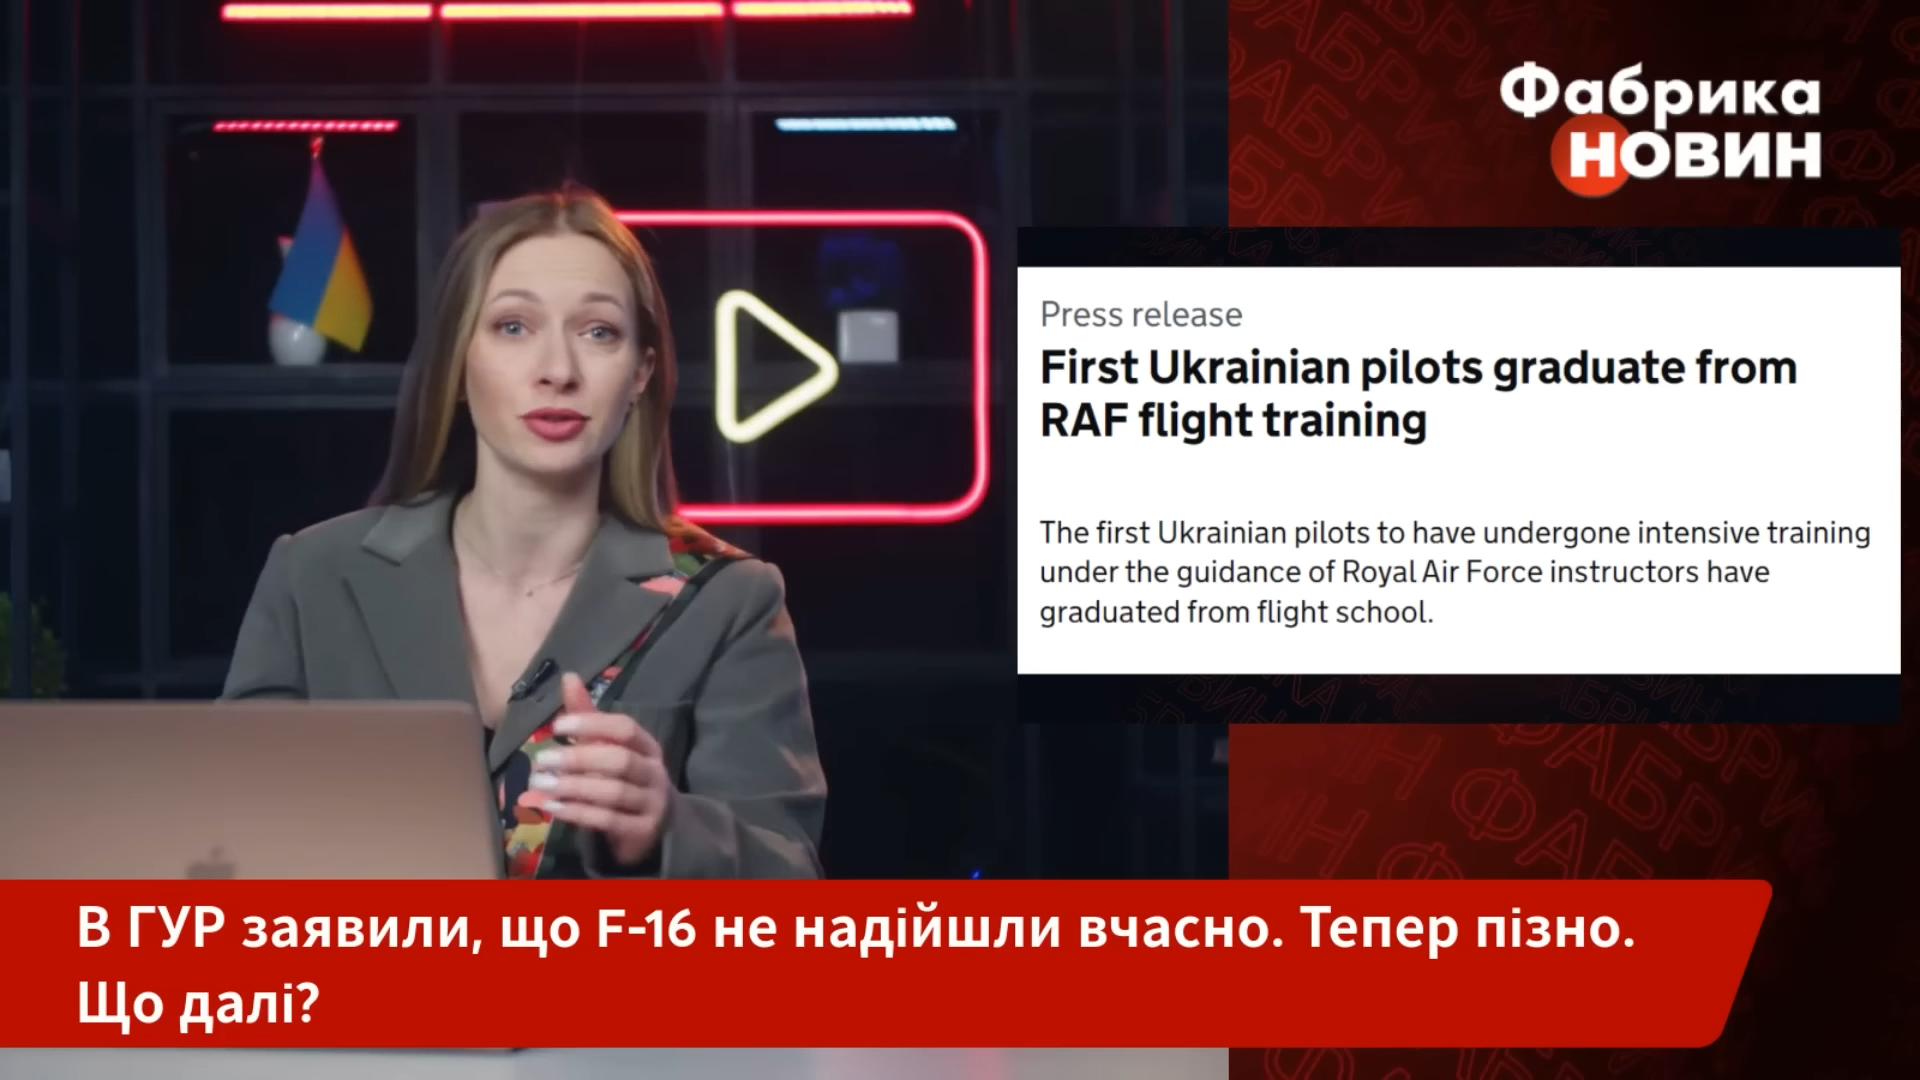 Фабрика
новин
Press release
First Ukrainian pilots graduate from
RAF flight training
The first Ukrainian pilots to have undergone intensive training
under the guidance of Royal Air Force instructors have
graduated from flight school.
В ГУР заявили, що F-16 не надійшли вчасно. Тепер пізно.
Що далі?